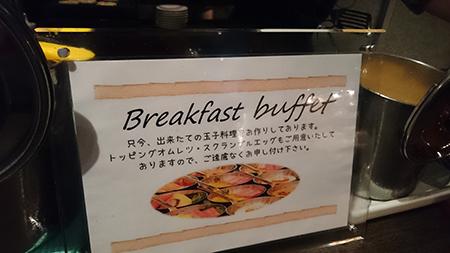 Breakfast buffet
只今、出来たての玉子料理をお作りしております。
トッピングオムレツ・スクランブルエッグもご用意いたして
おりますので、ご遠慮なくお申し付け下さい。